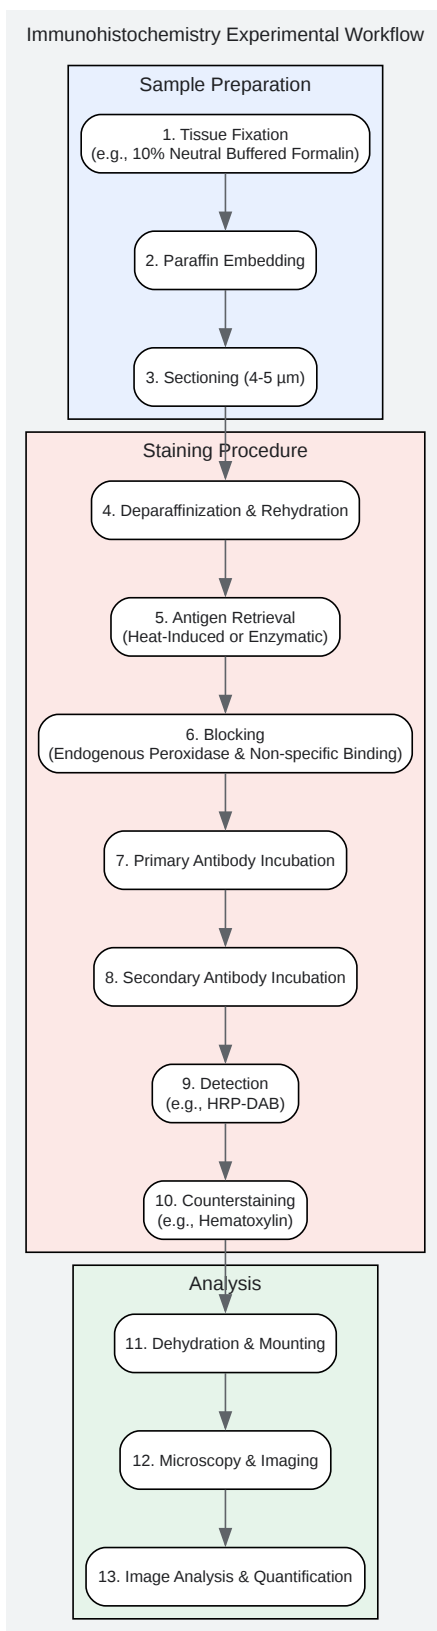 Immunohistochemistry Experimental Workflow
Sample Preparation
1. Tissue Fixation
(e.g., 10% Neutral Buffered Formalin)
2. Paraffin Embedding
3. Sectioning (4-5 µm)
Staining Procedure
4. Deparaffinization & Rehydration
5. Antigen Retrieval
(Heat-Induced or Enzymatic)
6. Blocking
(Endogenous Peroxidase & Non-specific Binding)
7. Primary Antibody Incubation
8. Secondary Antibody Incubation
9. Detection
(e.g., HRP-DAB)
10. Counterstaining
(e.g., Hematoxylin)
Analysis
11. Dehydration & Mounting
12. Microscopy & Imaging
13. Image Analysis & Quantification